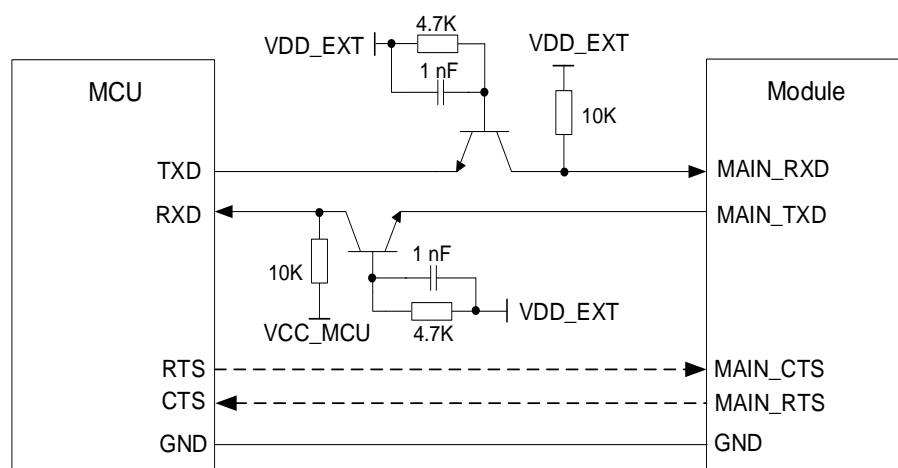 4.7K
VDD_EXT
VDD_EXT
1 nF
MCU
Module
10K
TXD
MAIN_RXD
RXD
MAIN_TXD
1 nF
10K
VDD_EXT
VCC_MCU
4.7K
RTS
MAIN_CTS
CTS
MAIN_RTS
GND
GND